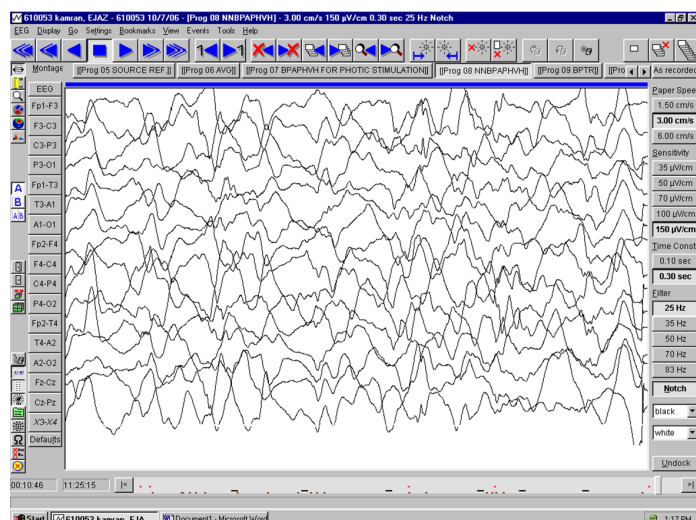 610053 kamran, EJAZ - 610053 10/7/06 - [Prog 08 NNBPAPHVH] - 3.00 cm/s 150 µV/cm 0.30 sec 25 Hz Notch
EEG Display Go Settings Bookmarks View Events Tools Help
Montage [[Prog 05 SOURCE REF.]] [[Prog 06 AVG]] [[Prog 07 BPAPHVH FOR PHOTIC STIMULATION]] [[Prog 08 NNBPAPHVH]] [[Prog 09 BPTR]] [[Pro As recorded
EEG
Fp1-F3
F3-C3
C3-P3
P3-O1
Fp1-T3
T3-A1
A1-O1
Fp2-F4
F4-C4
C4-P4
P4-O2
Fp2-T4
T4-A2
A2-O2
Fz-Cz
Cz-Pz
X3-X4
Defaults
A
B
A|B
Ω
Paper Spee
1.50 cm/s
3.00 cm/s
6.00 cm/s
Sensitivity
35 µV/cm
50 µV/cm
70 µV/cm
100 µV/cm
150 µV/cm
Time Const
0.10 sec
0.30 sec
Filter
25 Hz
35 Hz
50 Hz
70 Hz
83 Hz
Notch
black
white
Undock
00:10:46 11:25:15
Start 610053 kamran, EJA... Document1 - Microsoft Word 1:17 PM